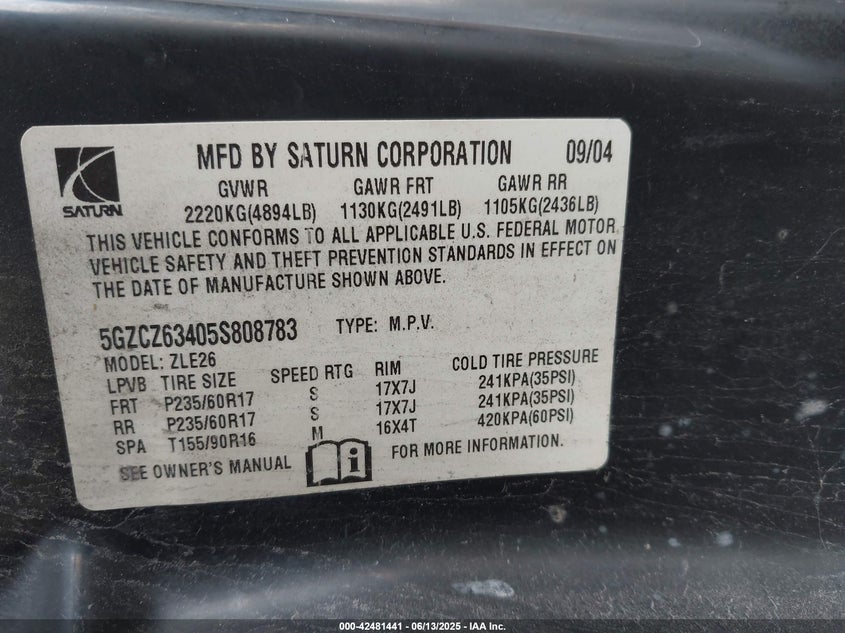 MFD BY SATURN CORPORATION 09/04
SATURN
GVWR GAWR FRT GAWR RR
2220KG(4894LB) 1130KG(2491LB) 1105KG(2436LB)
THIS VEHICLE CONFORMS TO ALL APPLICABLE U.S. FEDERAL MOTOR
VEHICLE SAFETY AND THEFT PREVENTION STANDARDS IN EFFECT ON
THE DATE OF MANUFACTURE SHOWN ABOVE.
5GZCZ63405S808783 TYPE: M.P.V.
MODEL: ZLE26
LPVB TIRE SIZE SPEED RTG RIM COLD TIRE PRESSURE
FRT P235/60R17 S 17X7J 241KPA(35PSI)
RR P235/60R17 S 17X7J 241KPA(35PSI)
SPA T155/90R16 M 16X4T 420KPA(60PSI)
SEE OWNER'S MANUAL i FOR MORE INFORMATION.
000-42481441 - 06/13/2025 - IAA Inc.